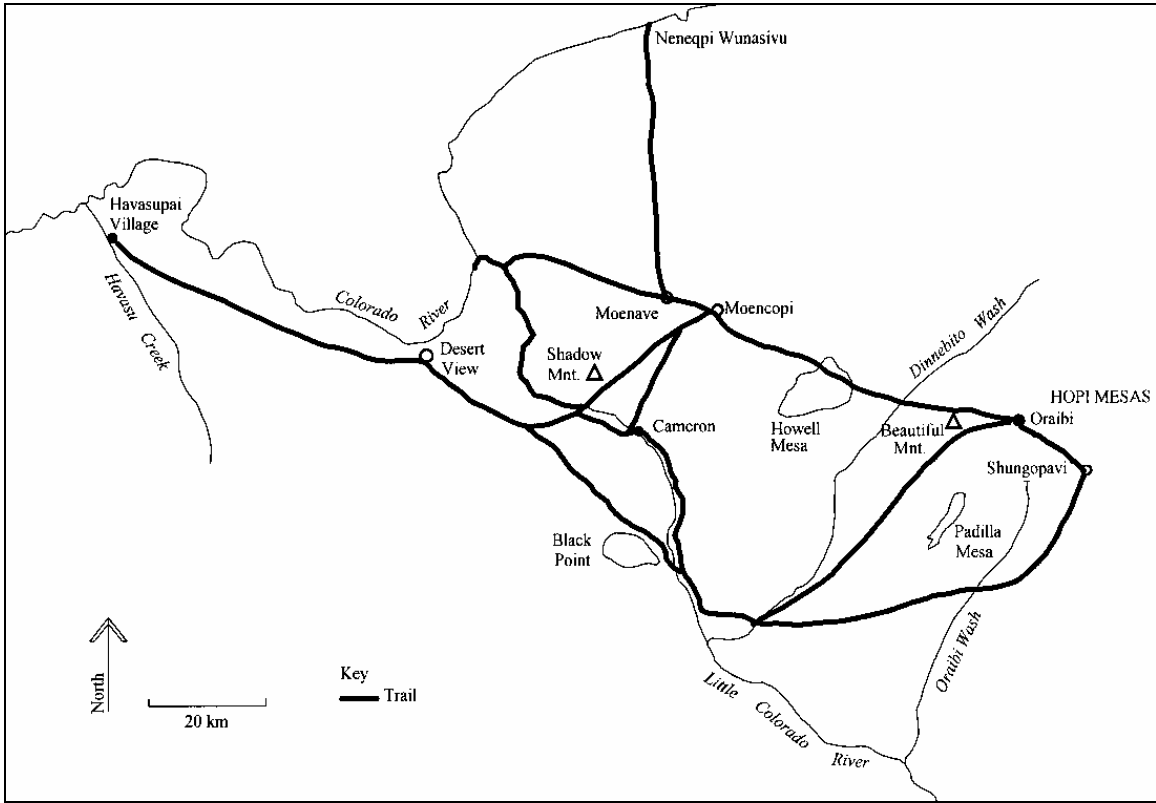 Neneqpi Wunasivu
Havasupai
Village
Havasu Creek
Colorado River
Moenave
Moencopi
Desert
View
Shadow
Mnt.
Dinnebito Wash
HOPI MESAS
Oraibi
Cameron
Howell
Mesa
Beautiful
Mnt.
Shungopavi
Padilla
Mesa
Black
Point
Oraibi Wash
Little Colorado River
North
20 km
Key
Trail